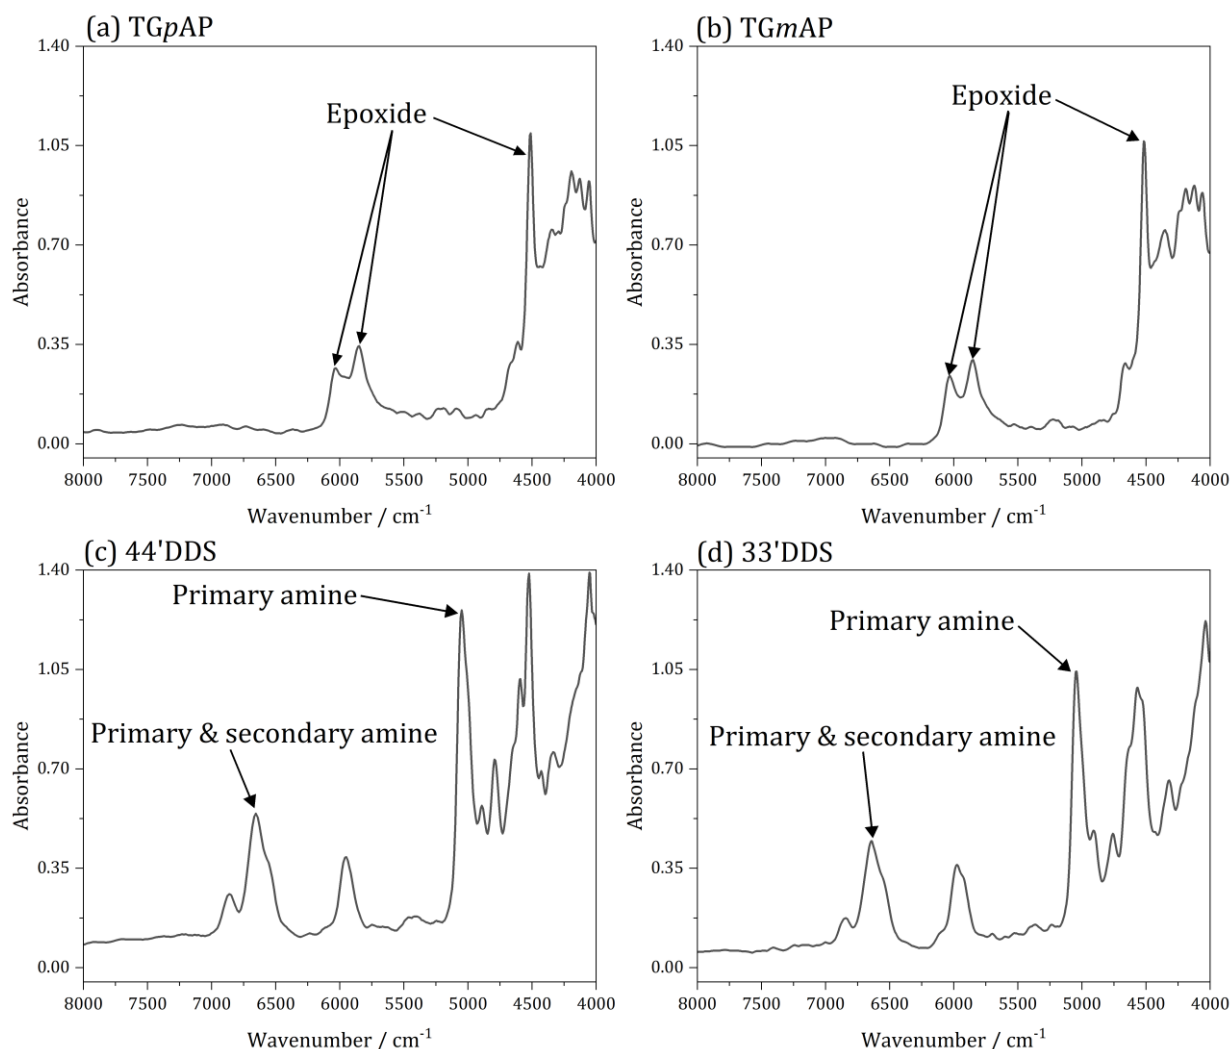 (a) TGpAP
1.40
1.05
0.70
0.35
0.00
Absorbance
Epoxide
8000 7500 7000 6500 6000 5500 5000 4500 4000
Wavenumber / cm⁻¹
(b) TGmAP
1.40
1.05
0.70
0.35
0.00
Absorbance
Epoxide
8000 7500 7000 6500 6000 5500 5000 4500 4000
Wavenumber / cm⁻¹
(c) 44'DDS
1.40
1.05
0.70
0.35
0.00
Absorbance
Primary amine
Primary & secondary amine
8000 7500 7000 6500 6000 5500 5000 4500 4000
Wavenumber / cm⁻¹
(d) 33'DDS
1.40
1.05
0.70
0.35
0.00
Absorbance
Primary amine
Primary & secondary amine
8000 7500 7000 6500 6000 5500 5000 4500 4000
Wavenumber / cm⁻¹